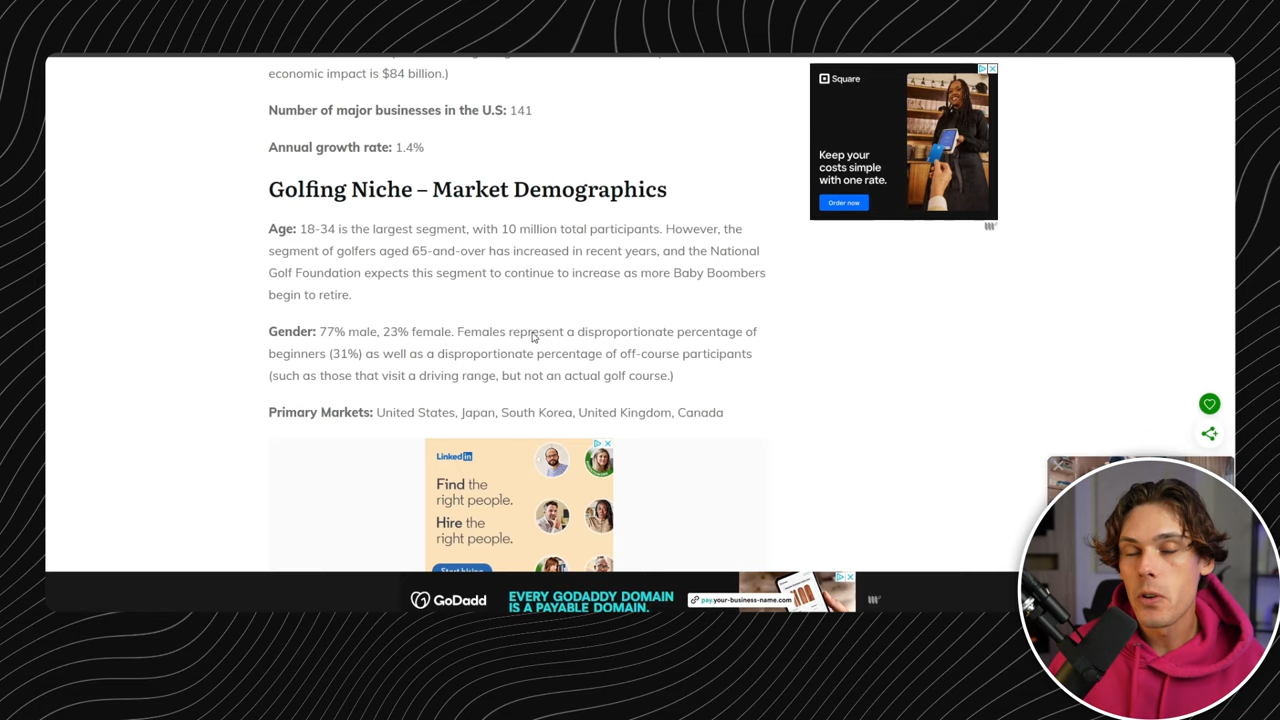 economic impact is $84 billion.)
Number of major businesses in the U.S: 141
Annual growth rate: 1.4%
Golfing Niche – Market Demographics
Age: 18-34 is the largest segment, with 10 million total participants. However, the
segment of golfers aged 65-and-over has increased in recent years, and the National
Golf Foundation expects this segment to continue to increase as more Baby Boombers
begin to retire.
Gender: 77% male, 23% female. Females represent a disproportionate percentage of
beginners (31%) as well as a disproportionate percentage of off-course participants
(such as those that visit a driving range, but not an actual golf course.)
Primary Markets: United States, Japan, South Korea, United Kingdom, Canada
Square
Keep your
costs simple
with one rate.
Order now
Linkedin
Find the
right people.
Hire the
right people.
Start hiring
GoDadd
EVERY GODADDY DOMAIN
IS A PAYABLE DOMAIN.
pay.your-business-name.com